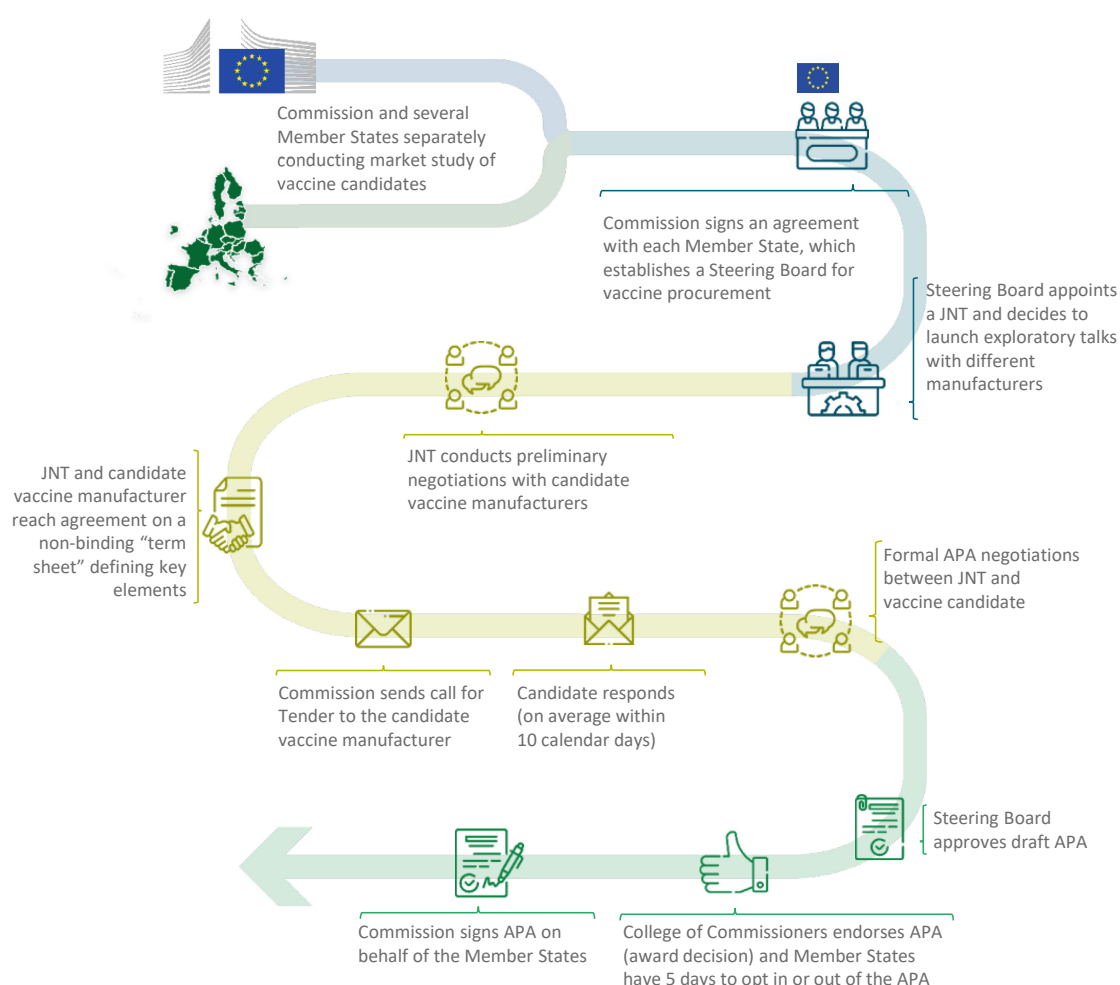 Commission and several
Member States separately
conducting market study of
vaccine candidates
Commission signs an agreement
with each Member State, which
establishes a Steering Board for
vaccine procurement
Steering Board appoints
a JNT and decides to
launch exploratory talks
with different
manufacturers
JNT conducts preliminary
negotiations with candidate
vaccine manufacturers
JNT and candidate
vaccine manufacturer
reach agreement on a
non-binding “term
sheet” defining key
elements
Commission sends call for
Tender to the candidate
vaccine manufacturer
Candidate responds
(on average within
10 calendar days)
Formal APA negotiations
between JNT and
vaccine candidate
Steering Board
approves draft APA
College of Commissioners endorses APA
(award decision) and Member States
have 5 days to opt in or out of the APA
Commission signs APA on
behalf of the Member States